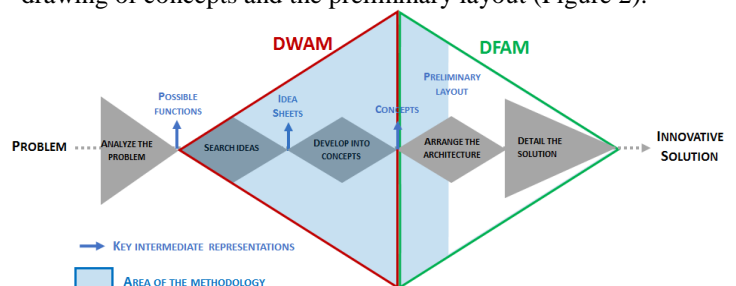 drawing of concepts and the preliminary layout (Figure 2).
DWAM
DFAM
POSSIBLE
FUNCTIONS
IDEA
SHEETS
CONCEPTS
PRELIMINARY
LAYOUT
PROBLEM
ANALYZE THE
PROBLEM
SEARCH IDEAS
DEVELOP INTO
CONCEPTS
ARRANGE THE
ARCHITECTURE
DETAIL THE
SOLUTION
INNOVATIVE
SOLUTION
KEY INTERMEDIATE REPRESENTATIONS
AREA OF THE METHODOLOGY